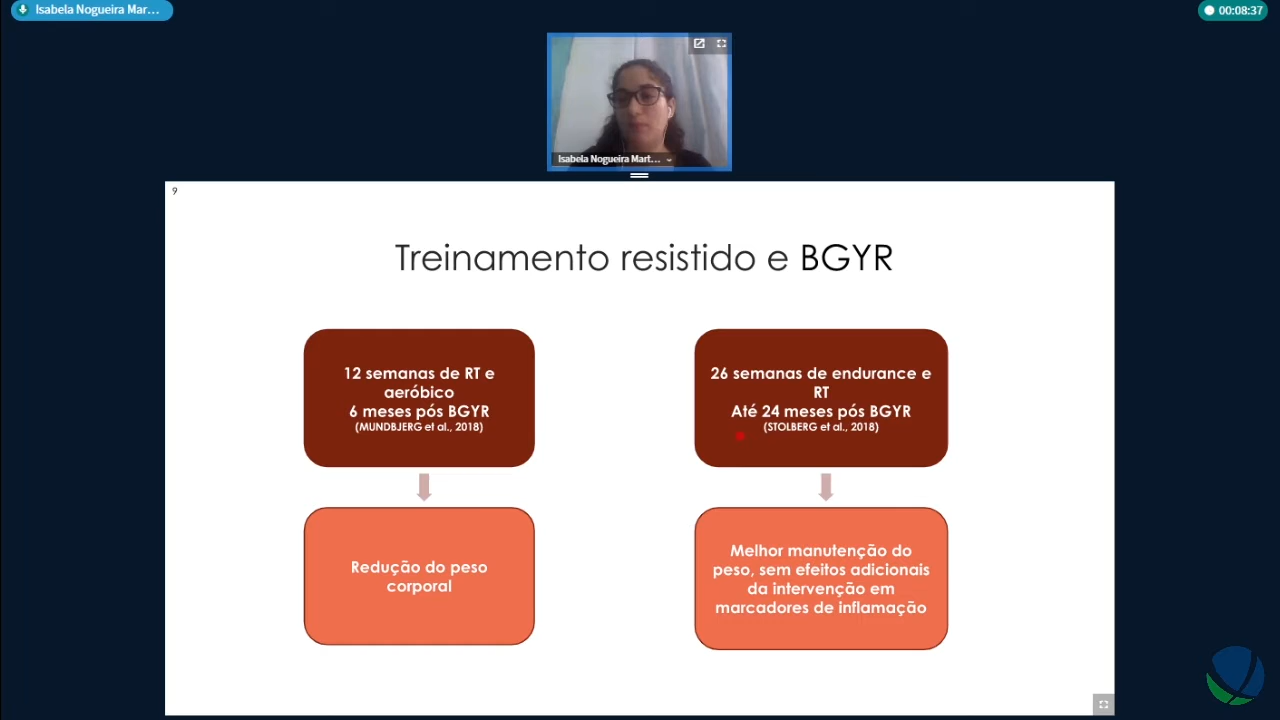 Isabela Nogueira Mar...
00:08:37
Isabela Nogueira Mart...
9
Treinamento resistido e BGYR
12 semanas de RT e
aeróbico
6 meses pós BGYR
(MUNDBJERG et al., 2018)
Redução do peso
corporal
26 semanas de endurance e
RT
Até 24 meses pós BGYR
(STOLBERG et al., 2018)
Melhor manutenção do
peso, sem efeitos adicionais
da intervenção em
marcadores de inflamação